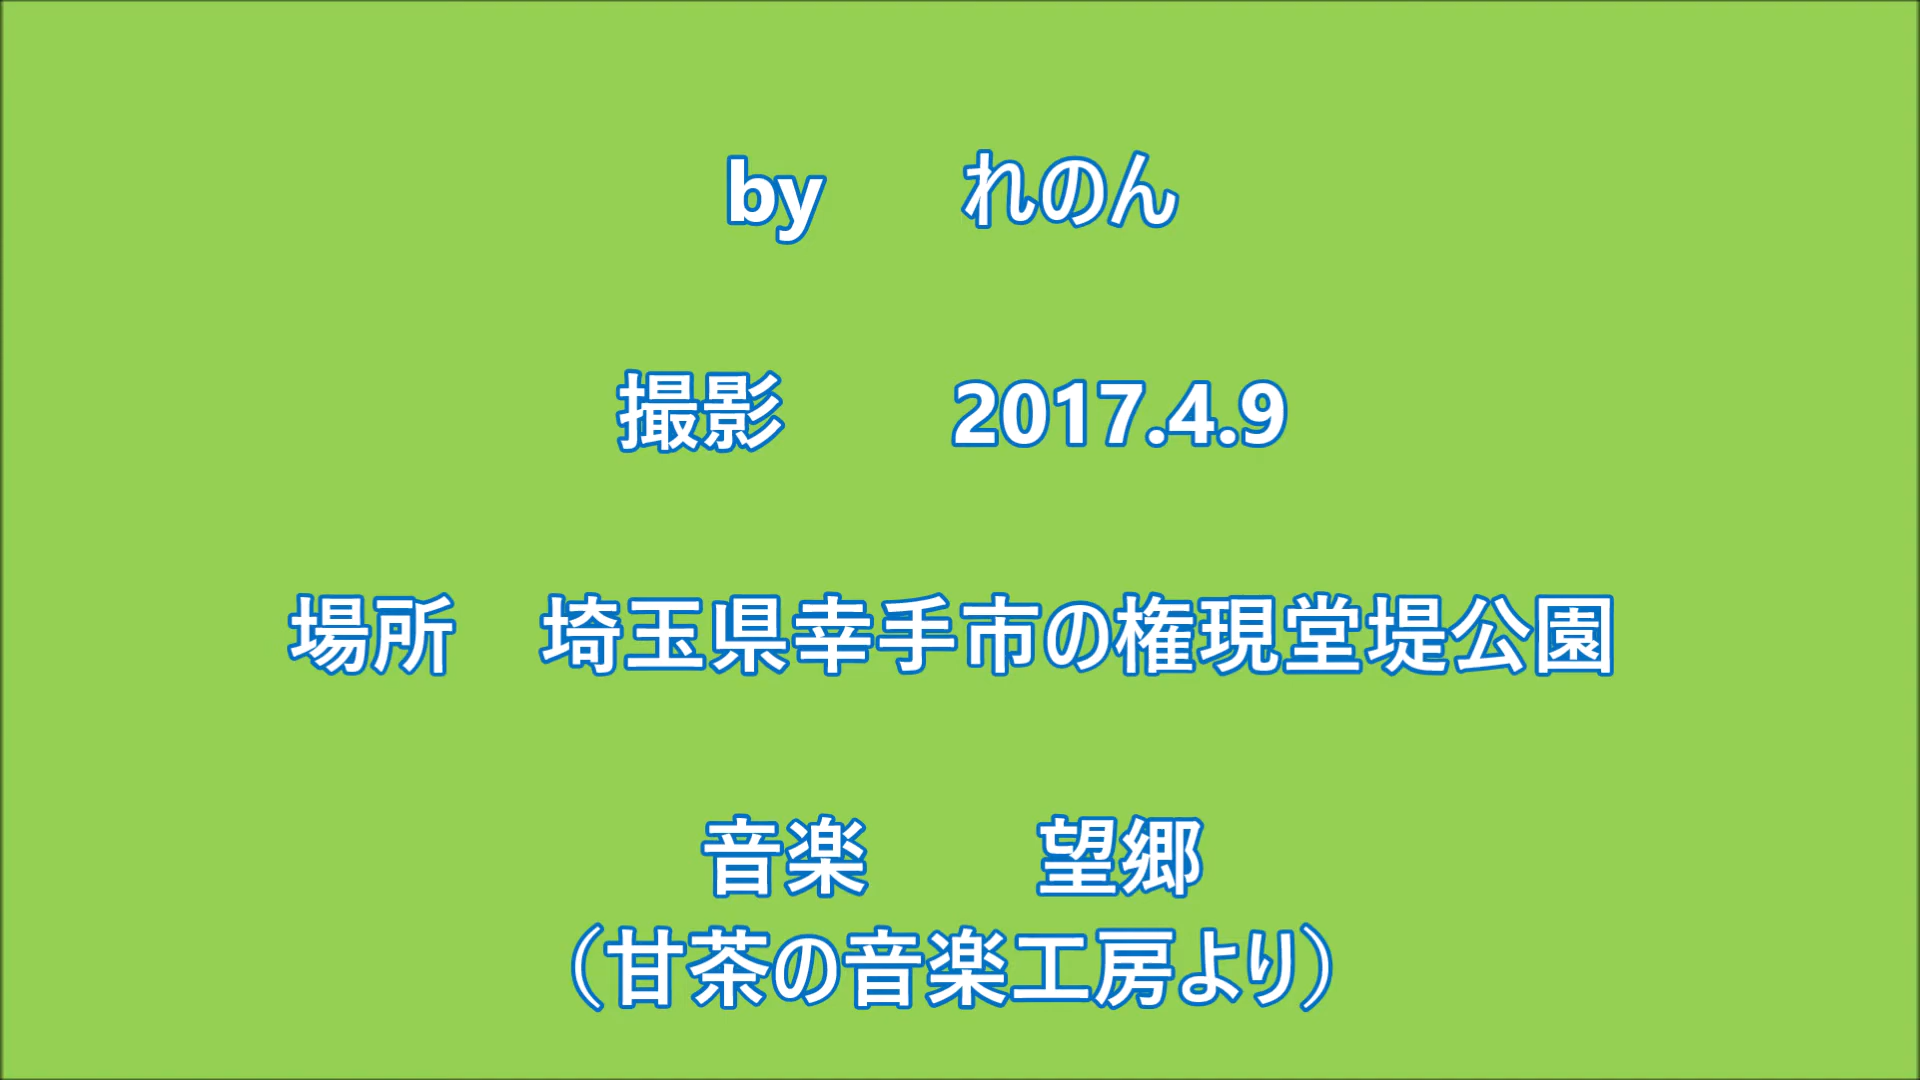 by　れのん
撮影　2017.4.9
場所　埼玉県幸手市の権現堂堤公園
音楽　望郷
（甘茶の音楽工房より）